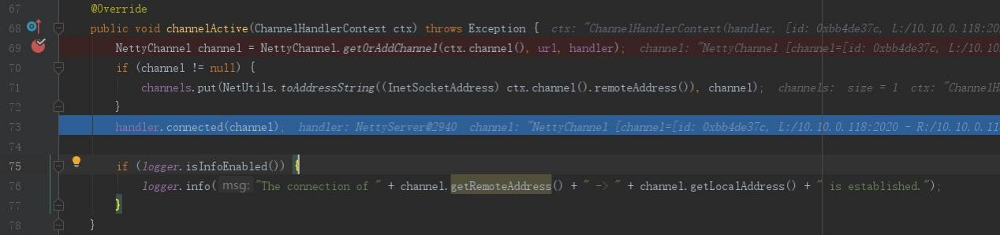 67 @Override
68 public void channelActive(ChannelHandlerContext ctx) throws Exception { ctx: "ChannelHandlerContext(handler, [id: 0xbb4de37c, L:/10.10.0.118:20
69 NettyChannel channel = NettyChannel.getOrAddChannel(ctx.channel(), url, handler); channel: "NettyChannel [channel=[id: 0xbb4de37c, L:/10.10
70 if (channel != null) {
71 channels.put(NetUtils.toAddressString((InetSocketAddress) ctx.channel().remoteAddress()), channel); channels: size = 1 ctx: "ChannelH
72 }
73 handler.connected(channel); handler: NettyServer@2940 channel: "NettyChannel [channel=[id: 0xbb4de37c, L:/10.10.0.118:2020 - R:/10.10.0.11
74
75 if (logger.isInfoEnabled()) {
76 logger.info( msg: "The connection of " + channel.getRemoteAddress() + " -> " + channel.getLocalAddress() + " is established.");
77 }
78 }